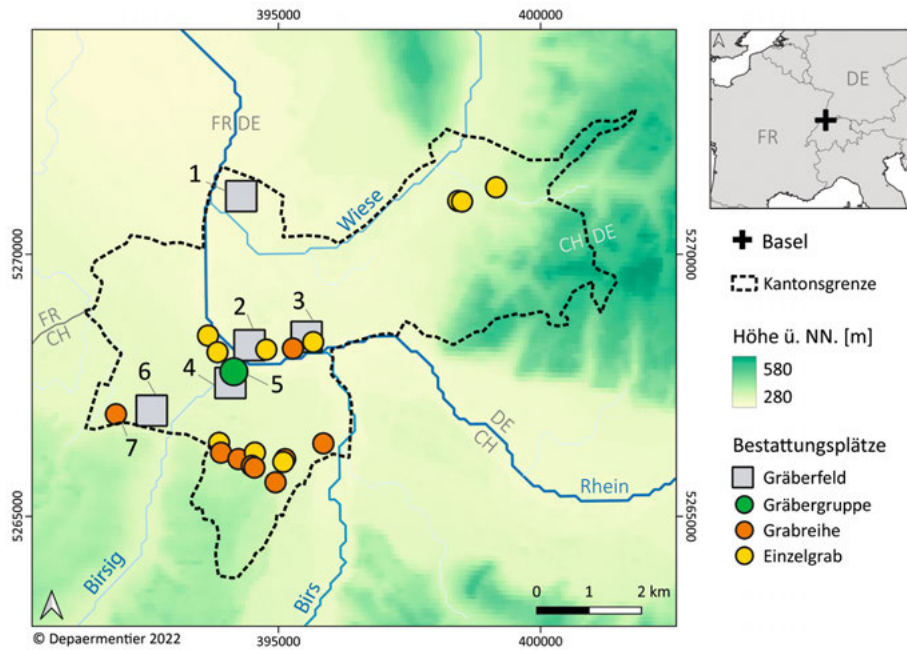 395000
400000
FR DE
1
Wiese
5270000
CH DE
5270000
FR
CH
2
3
4
5
6
7
DE
CH
Rhein
5265000
5265000
Birsig
Birs
0 1 2 km
395000
400000
© Depaermentier 2022
DE
FR
Basel
Kantonsgrenze
Höhe ü. NN. [m]
580
280
Bestattungsplätze
Gräberfeld
Gräbergruppe
Grabreihe
Einzelgrab